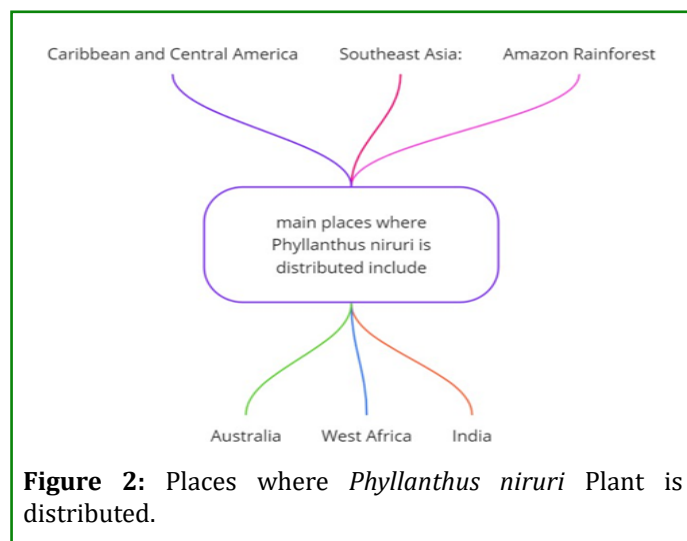 Caribbean and Central America Southeast Asia: Amazon Rainforest
main places where
Phyllanthus niruri is
distributed include
Australia West Africa India
Figure 2: Places where Phyllanthus niruri Plant is
distributed.